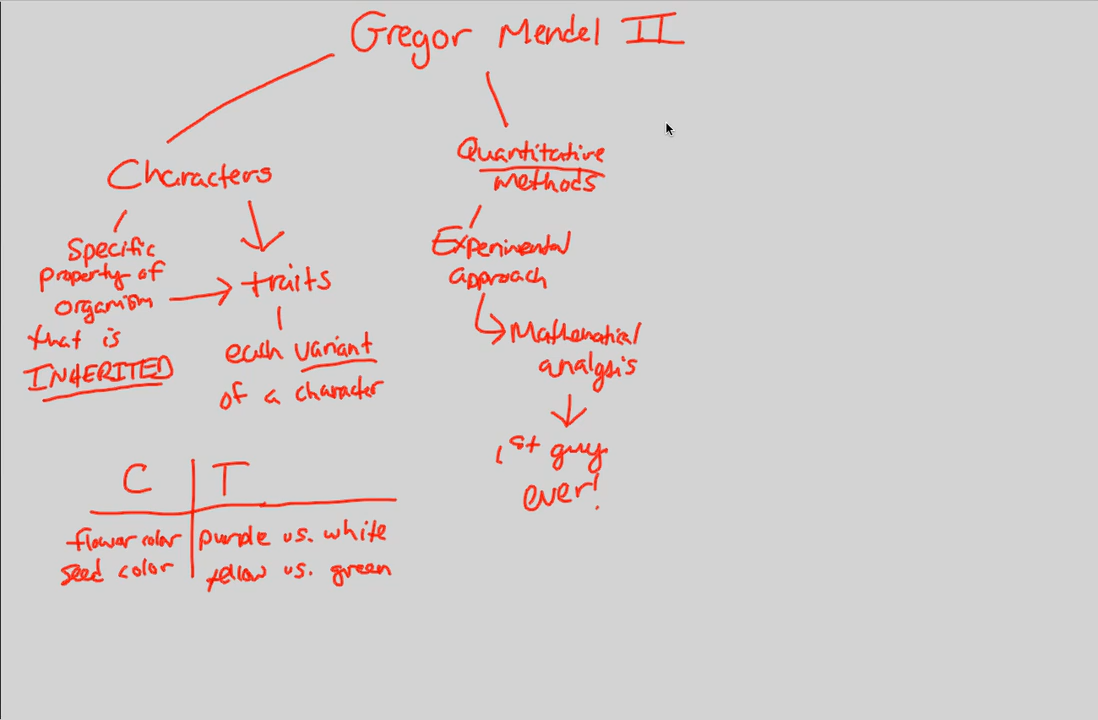 Gregor Mendel II
Characters
Specific
property of
organism
that is
INHERITED
traits
each variant
of a character
Quantitative
methods
Experimental
approach
Mathematical
analysis
1st guy
ever!
C T
flower color purple vs. white
seed color yellow vs. green